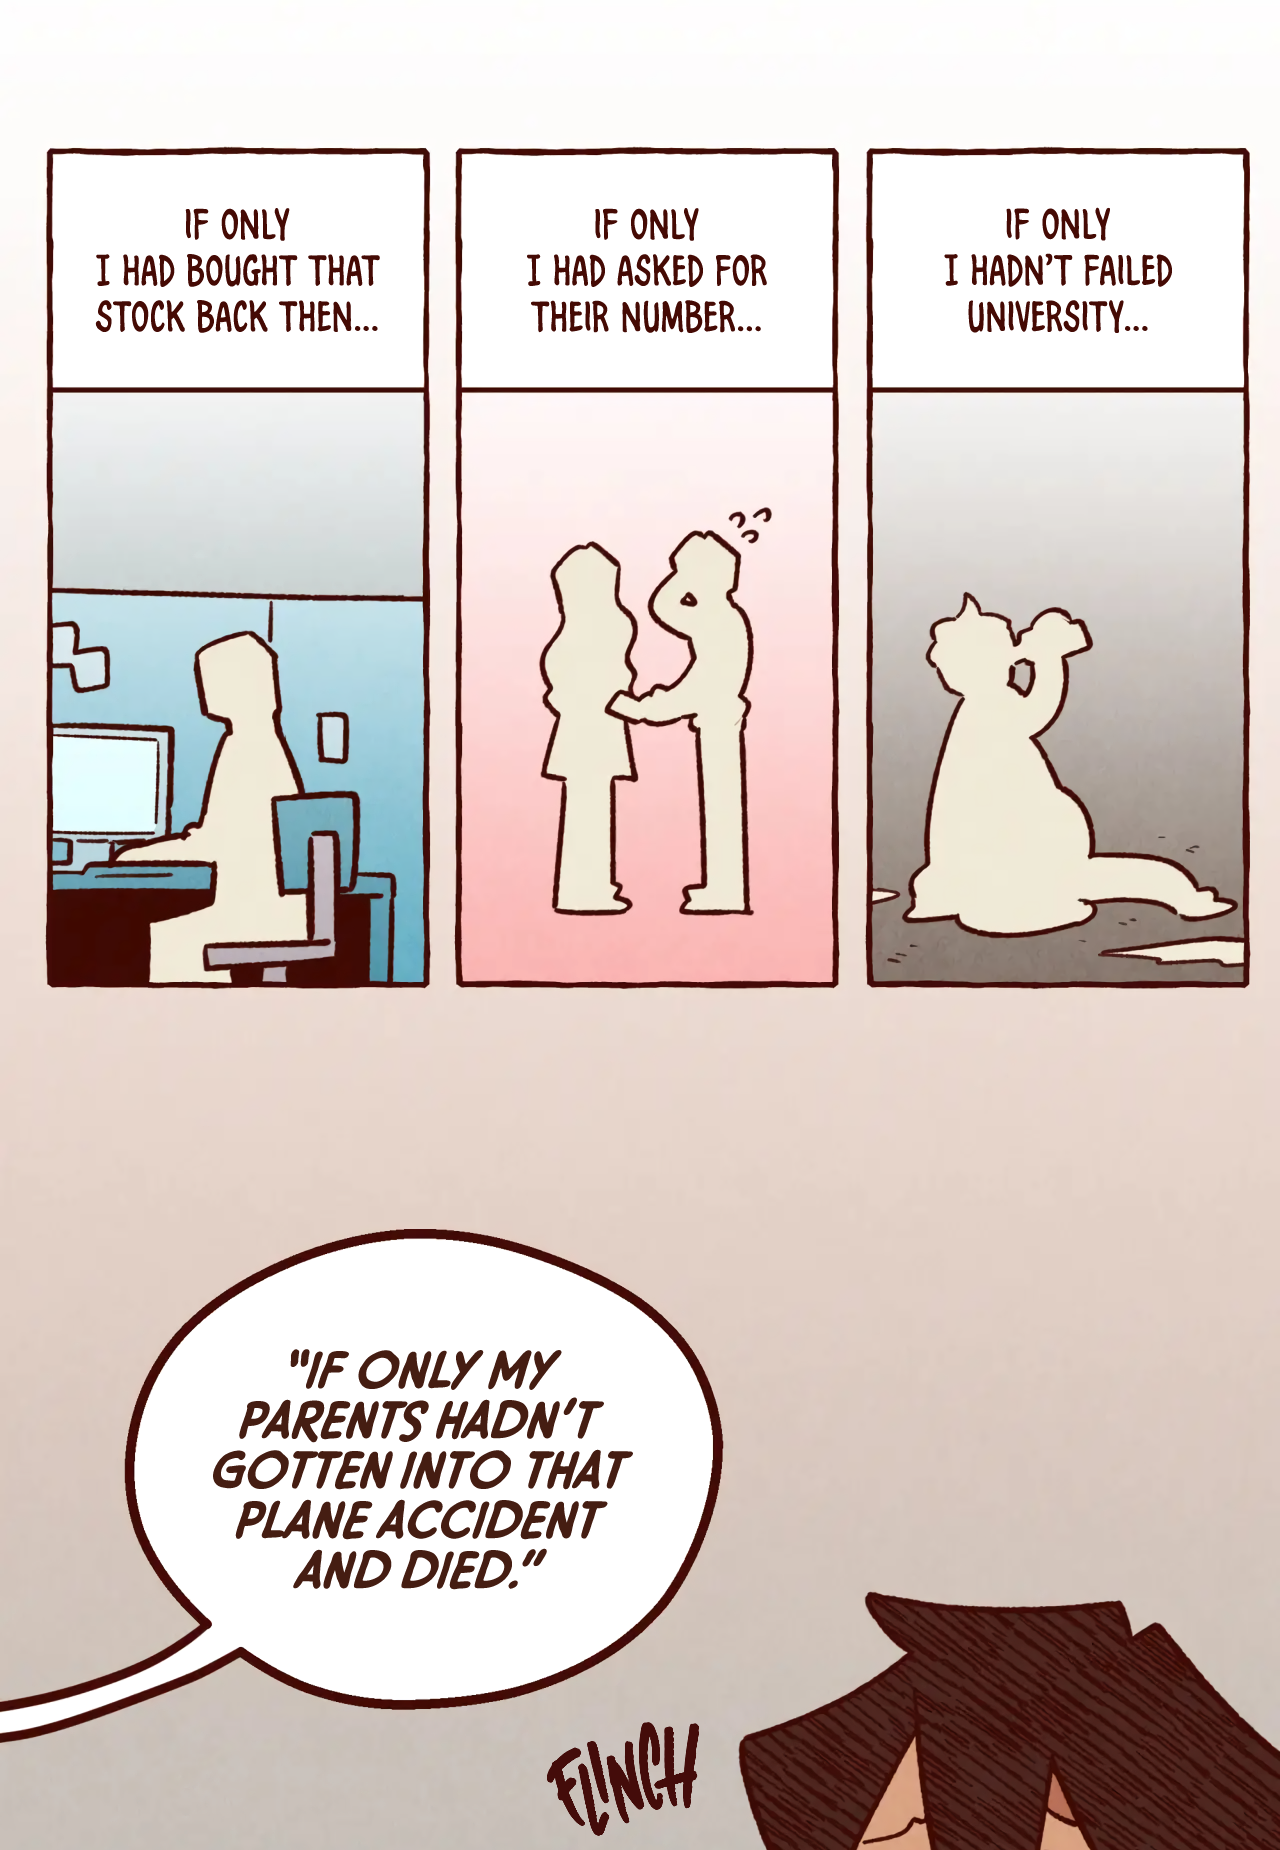 IF ONLY
I HAD BOUGHT THAT
STOCK BACK THEN...
IF ONLY
I HAD ASKED FOR
THEIR NUMBER...
IF ONLY
I HADN'T FAILED
UNIVERSITY...
"IF ONLY MY
PARENTS HADN'T
GOTTEN INTO THAT
PLANE ACCIDENT
AND DIED."
FLINCH